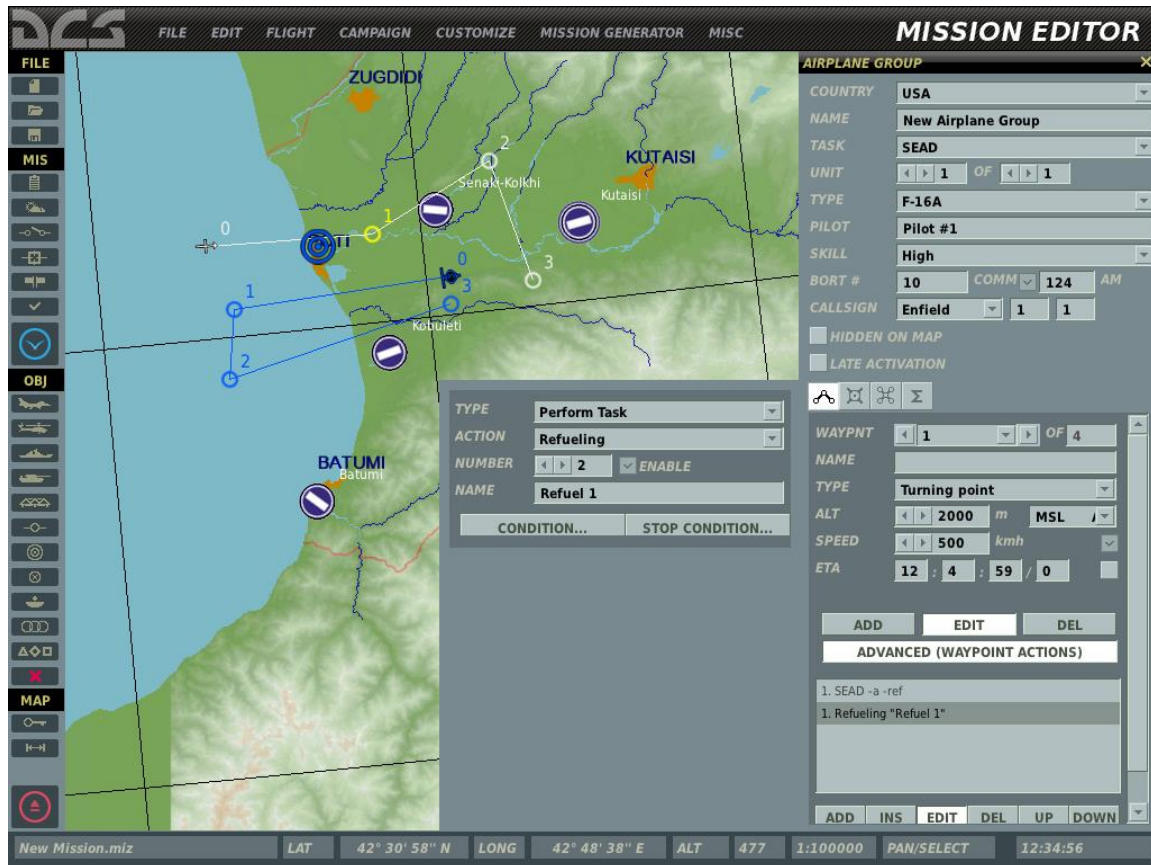 DCS
FILE EDIT FLIGHT CAMPAIGN CUSTOMIZE MISSION GENERATOR MISC
MISSION EDITOR
FILE
MIS
OBJ
MAP
ZUGDIDI
2
Senaki-Kolkhi
KUTAISI
Kutaisi
0
1
TI
0
3
3
1
Kobuleti
2
BATUMI
Batumi
TYPE Perform Task
ACTION Refueling
NUMBER 2 ENABLE
NAME Refuel 1
CONDITION... STOP CONDITION...
AIRPLANE GROUP
COUNTRY USA
NAME New Airplane Group
TASK SEAD
UNIT 1 OF 1
TYPE F-16A
PILOT Pilot #1
SKILL High
BORT # 10 COMM 124 AM
CALLSIGN Enfield 1 1
HIDDEN ON MAP
LATE ACTIVATION
WAYPNT 1 OF 4
NAME
TYPE Turning point
ALT 2000 m MSL
SPEED 500 kmh
ETA 12 : 4 : 59 / 0
ADD EDIT DEL
ADVANCED (WAYPOINT ACTIONS)
1. SEAD -a -ref
1. Refueling "Refuel 1"
ADD INS EDIT DEL UP DOWN
New Mission.miz LAT 42° 30' 58" N LONG 42° 48' 38" E ALT 477 1:100000 PAN/SELECT 12:34:56